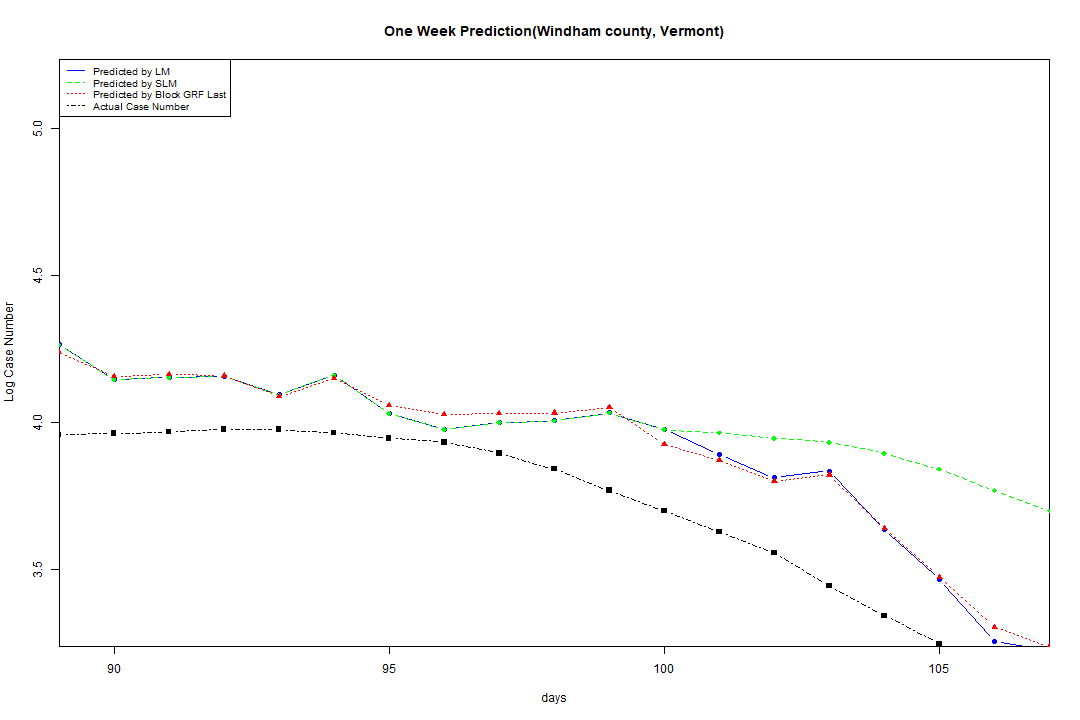 One Week Prediction(Windham county, Vermont)
Predicted by LM
Predicted by SLM
Predicted by Block GRF Last
Actual Case Number
5.0
4.5
4.0
3.5
Log Case Number
90 95 100 105
days